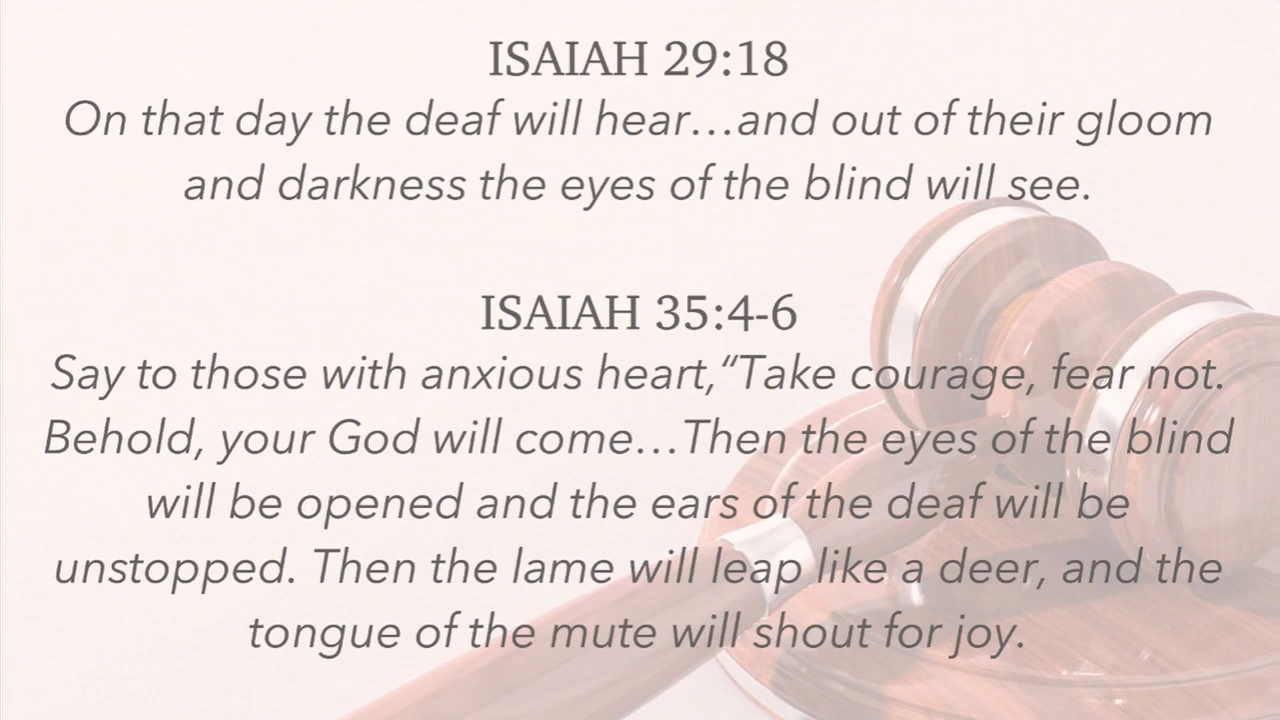 ISAIAH 29:18
On that day the deaf will hear…and out of their gloom
and darkness the eyes of the blind will see.
ISAIAH 35:4-6
Say to those with anxious heart,“Take courage, fear not.
Behold, your God will come…Then the eyes of the blind
will be opened and the ears of the deaf will be
unstopped. Then the lame will leap like a deer, and the
tongue of the mute will shout for joy.